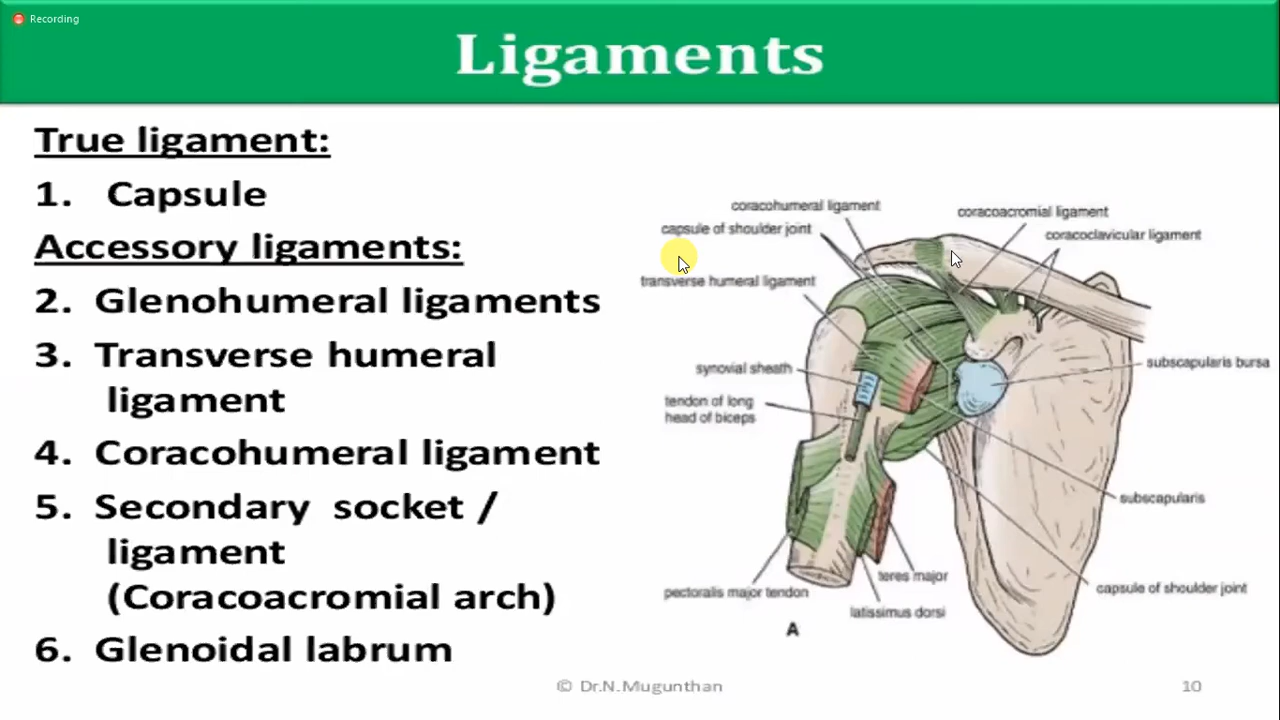 Recording
Ligaments
True ligament:
1. Capsule
Accessory ligaments:
2. Glenohumeral ligaments
3. Transverse humeral
ligament
4. Coracohumeral ligament
5. Secondary socket /
ligament
(Coracoacromial arch)
6. Glenoidal labrum
coracohumeral ligament
capsule of shoulder joint
transverse humeral ligament
synovial sheath
tendon of long
head of biceps
pectoralis major tendon
coracoacromial ligament
coracoclavicular ligament
subscapularis bursa
subscapularis
capsule of shoulder joint
teres major
latissimus dorsi
A
© Dr.N.Mugunthan
10